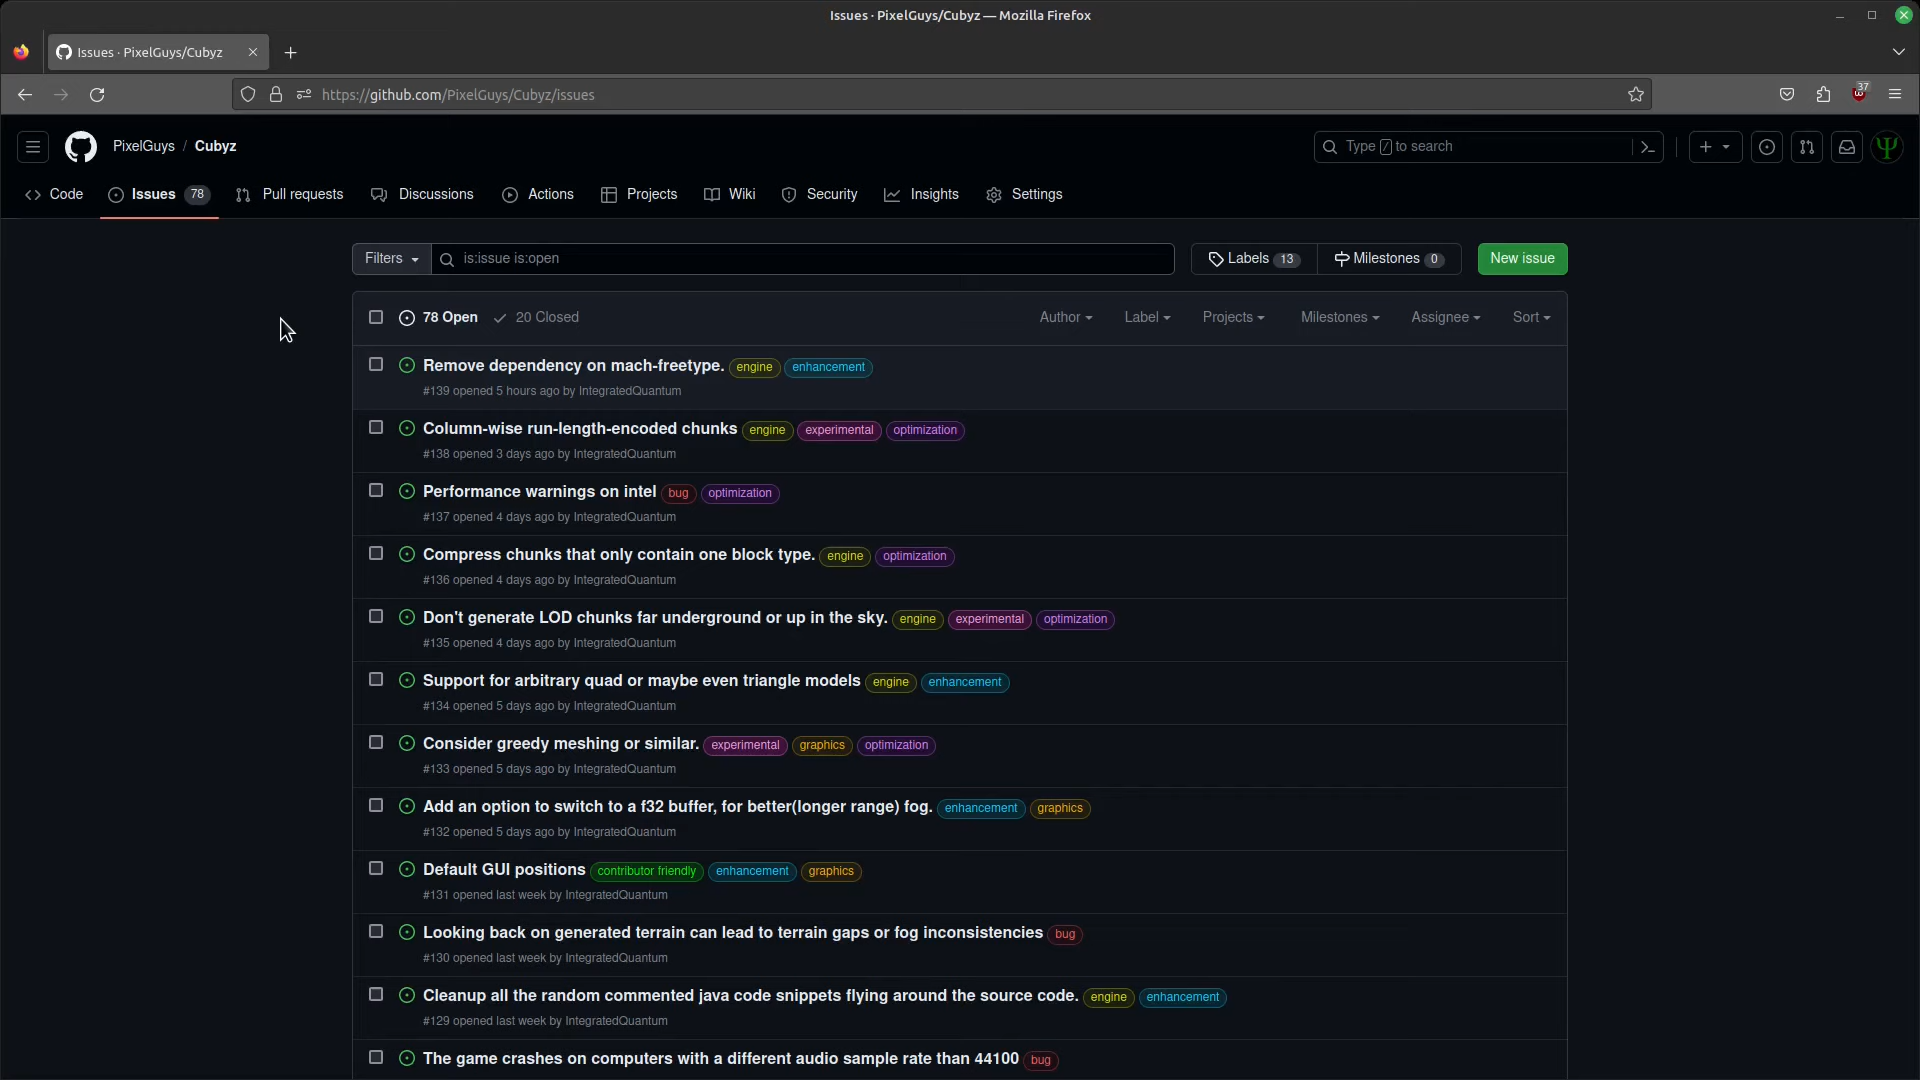 Issues · PixelGuys/Cubyz — Mozilla Firefox
Issues · PixelGuys/Cubyz
https://github.com/PixelGuys/Cubyz/issues
37
PixelGuys / Cubyz
Type / to search
Code
Issues 78
Pull requests
Discussions
Actions
Projects
Wiki
Security
Insights
Settings
Filters
is:issue is:open
Labels 13
Milestones 0
New issue
78 Open
20 Closed
Author
Label
Projects
Milestones
Assignee
Sort
Remove dependency on mach-freetype. engine enhancement
#139 opened 5 hours ago by IntegratedQuantum
Column-wise run-length-encoded chunks engine experimental optimization
#138 opened 3 days ago by IntegratedQuantum
Performance warnings on intel bug optimization
#137 opened 4 days ago by IntegratedQuantum
Compress chunks that only contain one block type. engine optimization
#136 opened 4 days ago by IntegratedQuantum
Don't generate LOD chunks far underground or up in the sky. engine experimental optimization
#135 opened 4 days ago by IntegratedQuantum
Support for arbitrary quad or maybe even triangle models engine enhancement
#134 opened 5 days ago by IntegratedQuantum
Consider greedy meshing or similar. experimental graphics optimization
#133 opened 5 days ago by IntegratedQuantum
Add an option to switch to a f32 buffer, for better(longer range) fog. enhancement graphics
#132 opened 5 days ago by IntegratedQuantum
Default GUI positions contributor friendly enhancement graphics
#131 opened last week by IntegratedQuantum
Looking back on generated terrain can lead to terrain gaps or fog inconsistencies bug
#130 opened last week by IntegratedQuantum
Cleanup all the random commented java code snippets flying around the source code. engine enhancement
#129 opened last week by IntegratedQuantum
The game crashes on computers with a different audio sample rate than 44100 bug